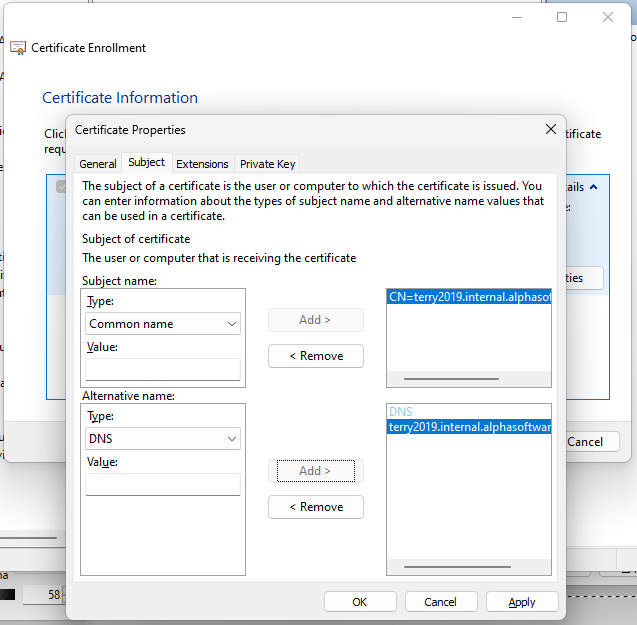 Certificate Enrollment
Certificate Information
Clic
tificate
requ
ails
Certificate Properties
General Subject Extensions Private Key
The subject of a certificate is the user or computer to which the certificate is issued. You
can enter information about the types of subject name and alternative name values that
can be used in a certificate.
Subject of certificate
The user or computer that is receiving the certificate
Subject name:
Type:
Common name
Value:
Add >
< Remove
CN=terry2019.internal.alphasof
ties
Alternative name:
Type:
DNS
Value:
Add >
< Remove
DNS
terry2019.internal.alphasoftwar
Cancel
58
OK Cancel Apply